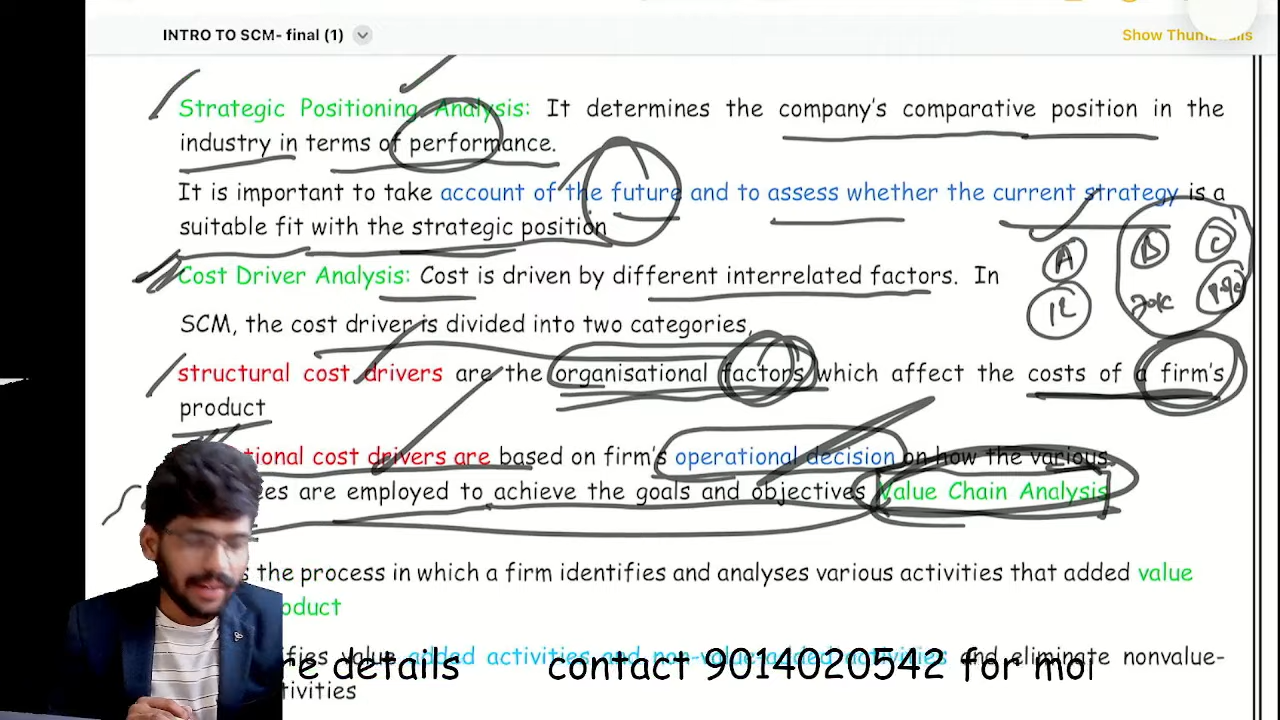 INTRO TO SCM- final (1)
Show Thum ils
Strategic Positioning Analysis: It determines the company's comparative position in the
industry in terms of performance.
It is important to take account of the future and to assess whether the current strategy is a
suitable fit with the strategic position
Cost Driver Analysis: Cost is driven by different interrelated factors. In
SCM, the cost driver is divided into two categories,
A B C
structural cost drivers are the organisational factors which affect the costs of a firm's
product
tional cost drivers are based on firm's operational decision on how the various
es are employed to achieve the goals and objectives Value Chain Analysis
the process in which a firm identifies and analyses various activities that added value
oduct
fies value added activities and non-value-added activities and eliminate nonvalue-
tivities
re details contact 9014020542 for mor